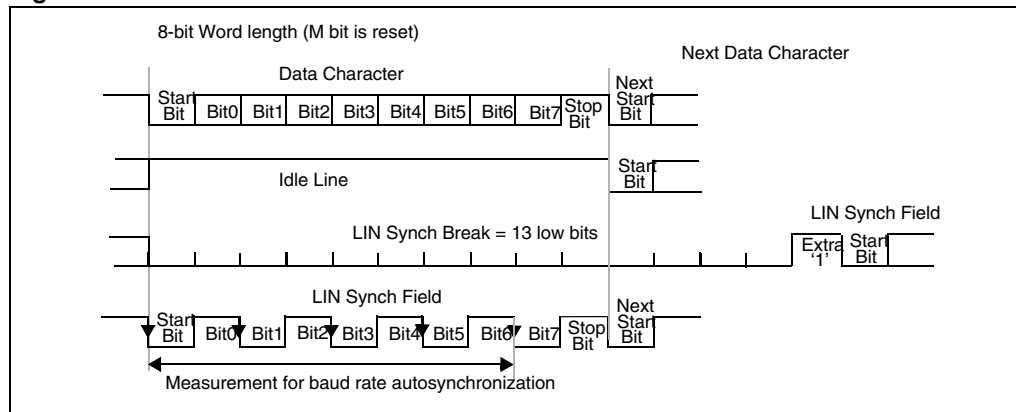 8-bit Word length (M bit is reset)
Next Data Character
Data Character
Start Bit Bit0 Bit1 Bit2 Bit3 Bit4 Bit5 Bit6 Bit7 Stop Bit Next Start Bit
Idle Line
Start Bit
LIN Synch Field
LIN Synch Break = 13 low bits
Extra '1' Start Bit
LIN Synch Field
Start Bit Bit0 Bit1 Bit2 Bit3 Bit4 Bit5 Bit6 Bit7 Stop Bit Next Start Bit
Measurement for baud rate autosynchronization